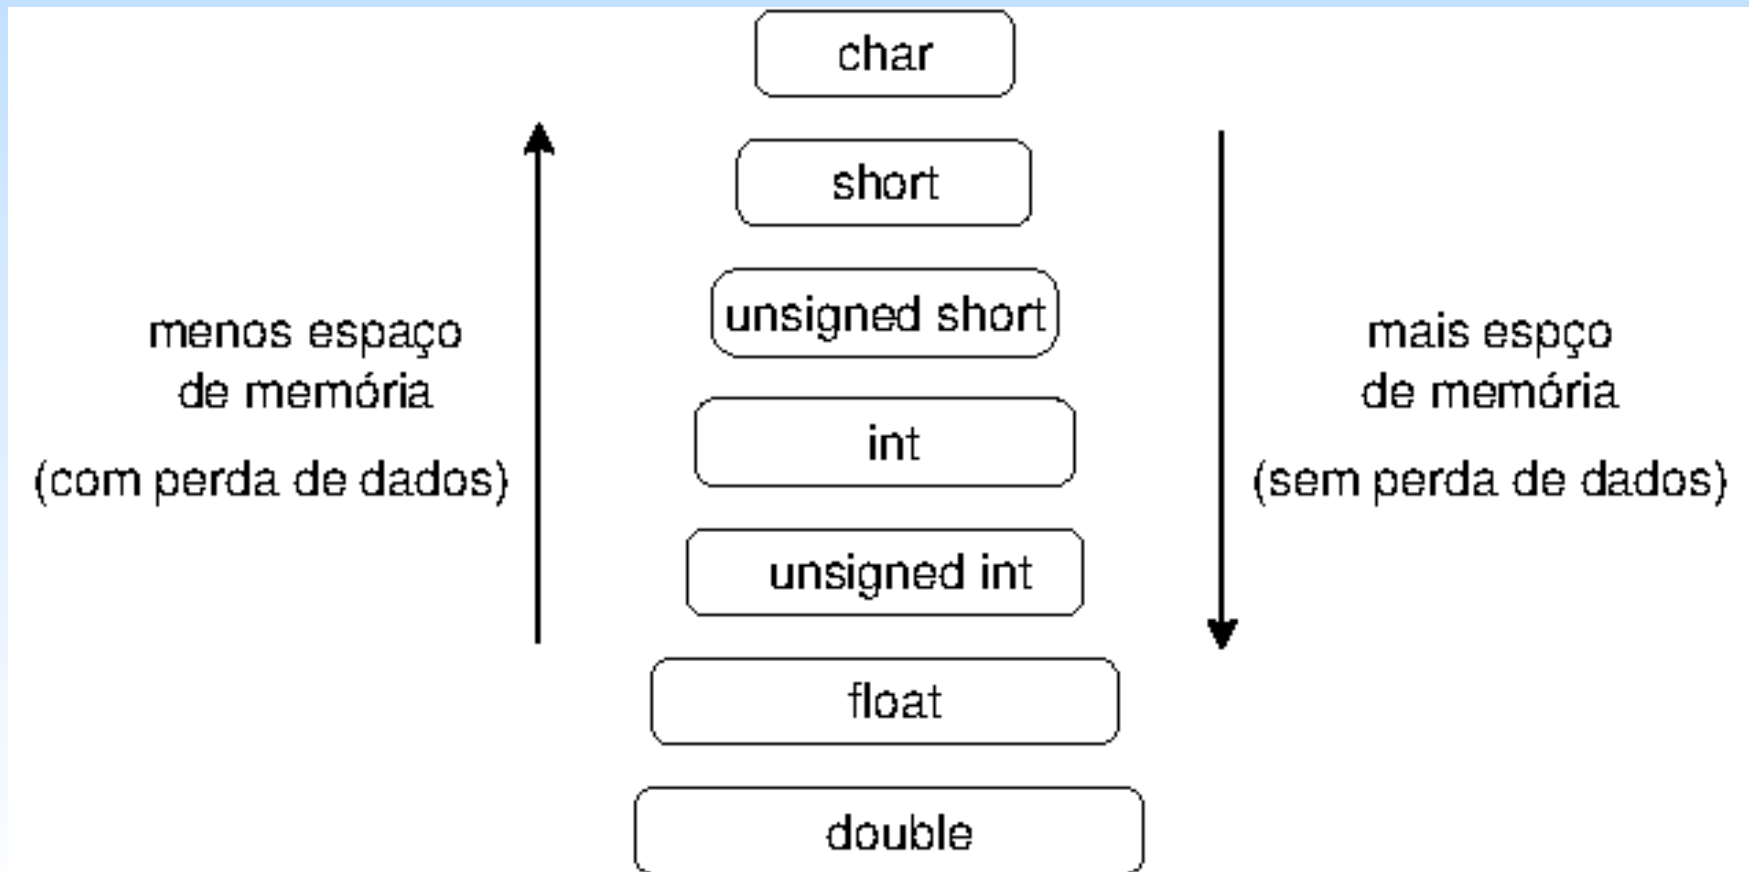 char
short
unsigned short
int
unsigned int
float
double
menos espaço
de memória
(com perda de dados)
mais espço
de memória
(sem perda de dados)